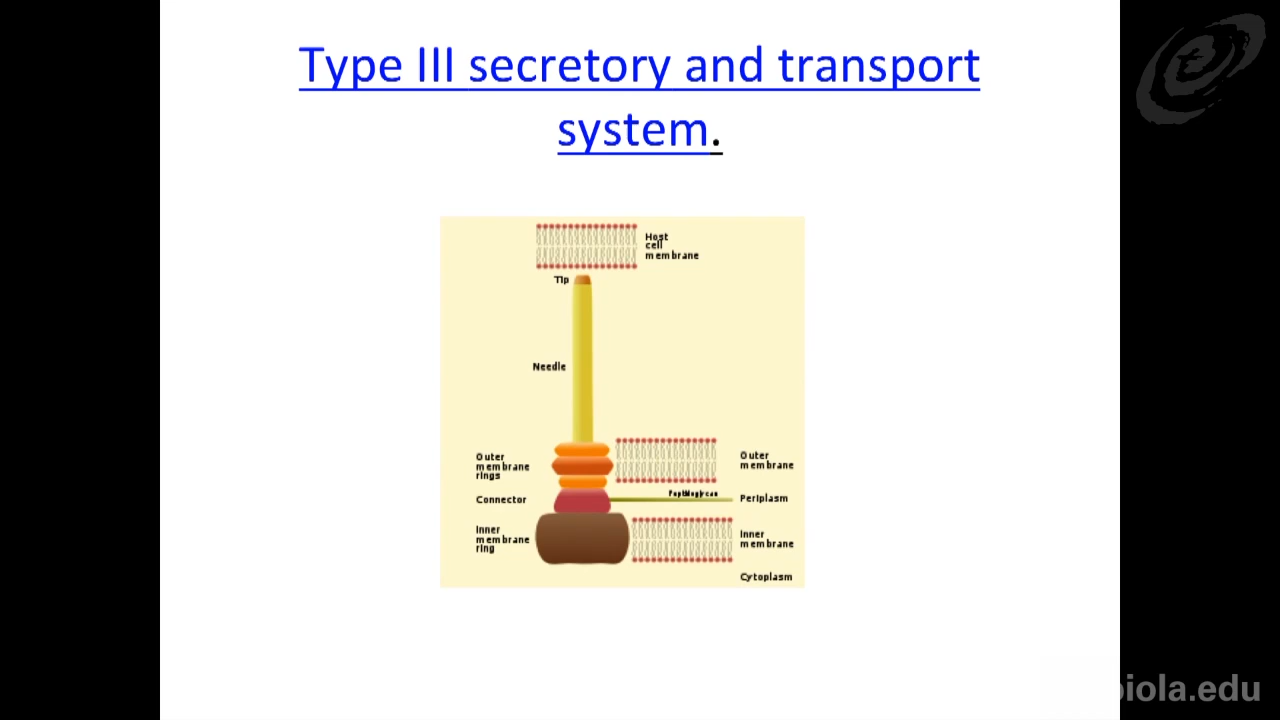 Type III secretory and transport
system.
Host
cell
membrane
Tip
Needle
Outer
membrane
rings
Outer
membrane
Peptidoglycan
Connector
Periplasm
Inner
membrane
ring
Inner
membrane
Cytoplasm
biola.edu